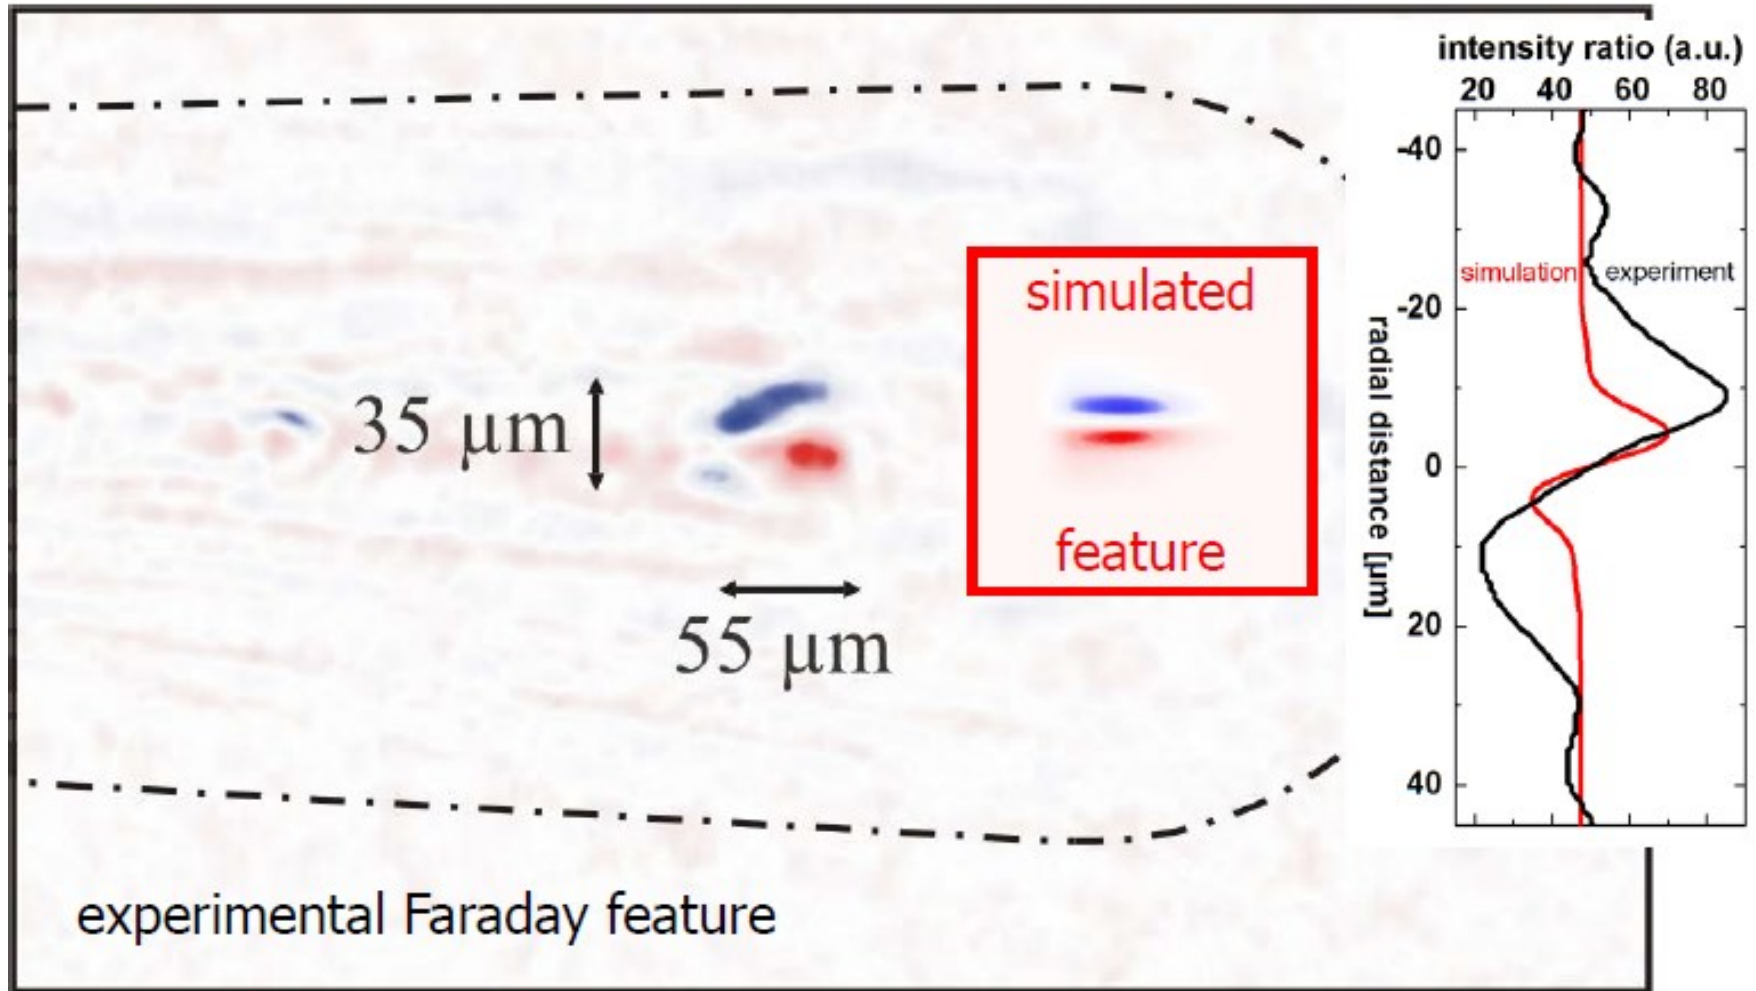 intensity ratio (a.u.)
20 40 60 80
-40
simulation experiment
-20
0
20
40
radial distance [µm]
simulated
feature
35 µm
55 µm
experimental Faraday feature